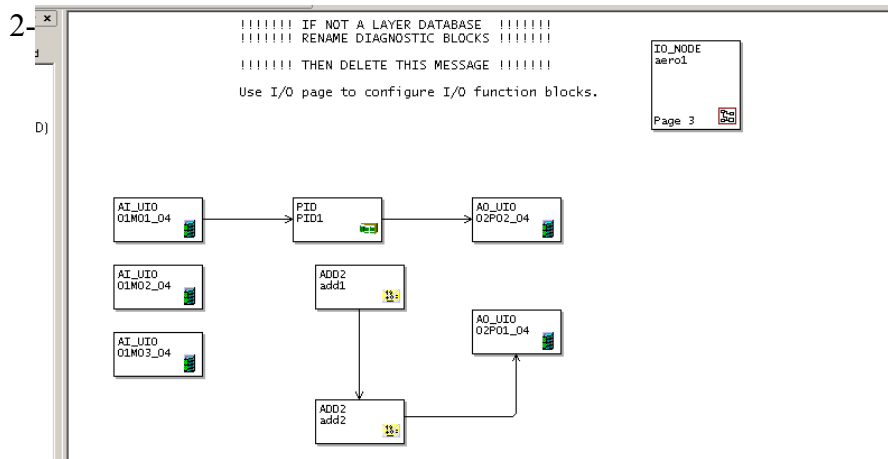 2-
d
D)
!!!!!!! IF NOT A LAYER DATABASE !!!!!!!
!!!!!!! RENAME DIAGNOSTIC BLOCKS !!!!!!!
!!!!!!! THEN DELETE THIS MESSAGE !!!!!!!
Use I/O page to configure I/O function blocks.
IO_NODE
aero1
Page 3
AI_UIO
01M01_04
PID
PID1
AO_UIO
02P02_04
AI_UIO
01M02_04
ADD2
add1
AI_UIO
01M03_04
AO_UIO
02P01_04
ADD2
add2